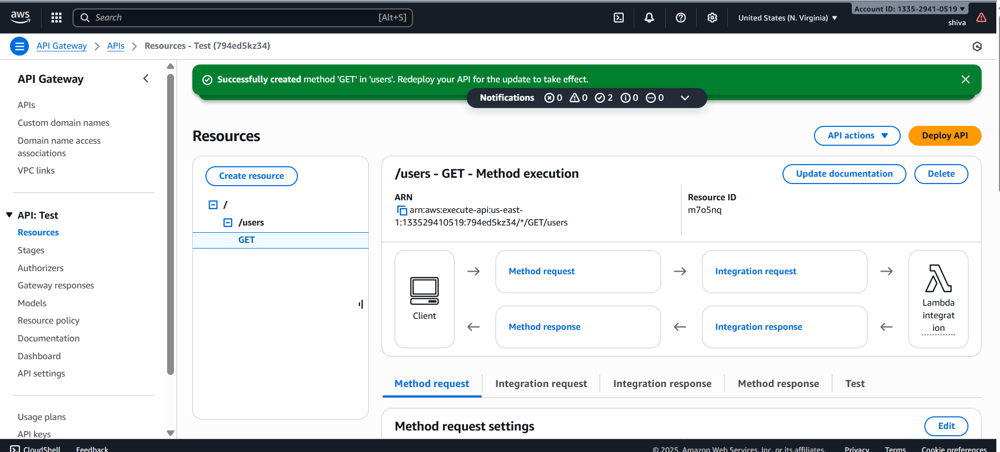 aws
Search
[Alt+S]
United States (N. Virginia)
Account ID: 1335-2941-0519
shiva
API Gateway
APIs
Resources - Test (794ed5kz34)
API Gateway
APIs
Custom domain names
Domain name access
associations
VPC links
API: Test
Resources
Stages
Authorizers
Gateway responses
Models
Resource policy
Documentation
Dashboard
API settings
Usage plans
API keys
Successfully created method 'GET' in 'users'. Redeploy your API for the update to take effect.
Notifications 0 0 2 0 0
Resources
API actions
Deploy API
Create resource
/
/users
GET
/users - GET - Method execution
Update documentation
Delete
ARN
arn:aws:execute-api:us-east-
1:133529410519:794ed5kz34/*/GET/users
Resource ID
m7o5nq
Client
Method request
Integration request
Method response
Integration response
Lambda
integrat
ion
Method request
Integration request
Integration response
Method response
Test
Method request settings
Edit
CloudShell
Feedback
© 2025, Amazon Web Services, Inc. or its affiliates.
Privacy
Terms
Cookie preferences